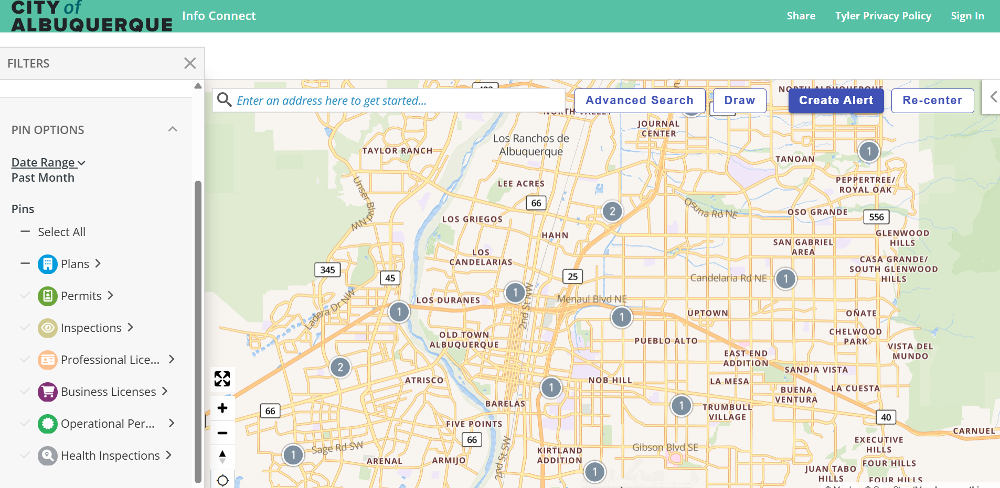 CITY of
ALBUQUERQUE
Info Connect
Share
Tyler Privacy Policy
Sign In
FILTERS
PIN OPTIONS
Date Range
Past Month
Pins
Select All
Plans
Permits
Inspections
Professional Lice...
Business Licenses
Operational Per...
Health Inspections
Enter an address here to get started...
Advanced Search
Draw
Create Alert
Re-center
NORTH ALBUQUERQUE
NORTH VALLEY
JOURNAL
CENTER
Los Ranchos de
Albuquerque
TAYLOR RANCH
1
TANOAN
PEPPERTREE/
ROYAL OAK
LEE ACRES
Unser Blvd NW
66
2
Osuna Rd NE
OSO GRANDE
556
LOS GRIEGOS
HAHN
GLENWOOD
HILLS
SAN GABRIEL
AREA
LOS
CANDELARIAS
CASA GRANDE/
SOUTH GLENWOOD
HILLS
345
45
25
Candelaria Rd NE
1
1
2nd St NW
Menaul Blvd NE
LOS DURANES
Ladera Dr NW
1
1
UPTOWN
OÑATE
OLD TOWN
ALBUQUERQUE
CHELWOOD
PARK
PUEBLO ALTO
VISTA DEL
MUNDO
EAST END
ADDITION
2
SANDIA VISTA
ATRISCO
NOB HILL
LA MESA
1
BUENA
VENTURA
LA CUESTA
BARELAS
1
TRUMBULL
VILLAGE
66
40
FIVE POINTS
CARNUEL
66
EXECUTIVE
HILLS
Sage Rd SW
1
Gibson Blvd SE
KIRTLAND
ADDITION
ARENAL
ARMIJO
2nd St SW
FOUR HILLS
1
JUAN TABO
HILLS
FOUR HILLS